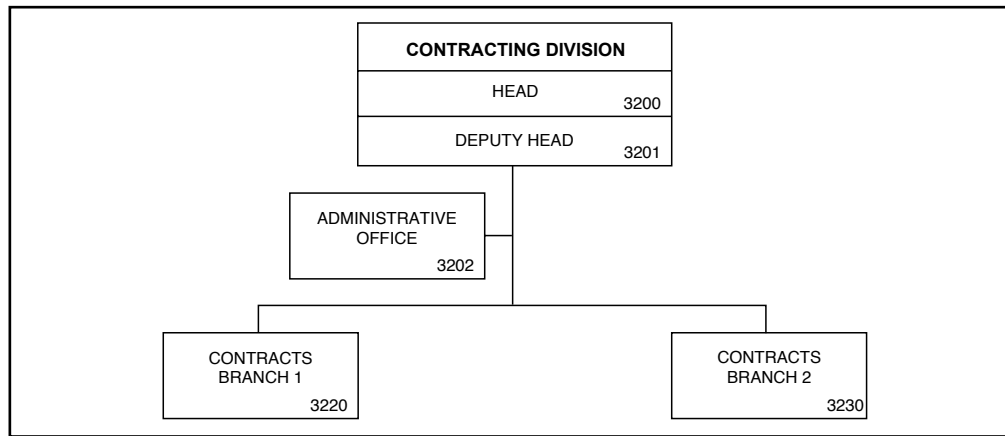 CONTRACTING DIVISION
HEAD
3200
DEPUTY HEAD
3201
ADMINISTRATIVE
OFFICE
3202
CONTRACTS
BRANCH 1
3220
CONTRACTS
BRANCH 2
3230